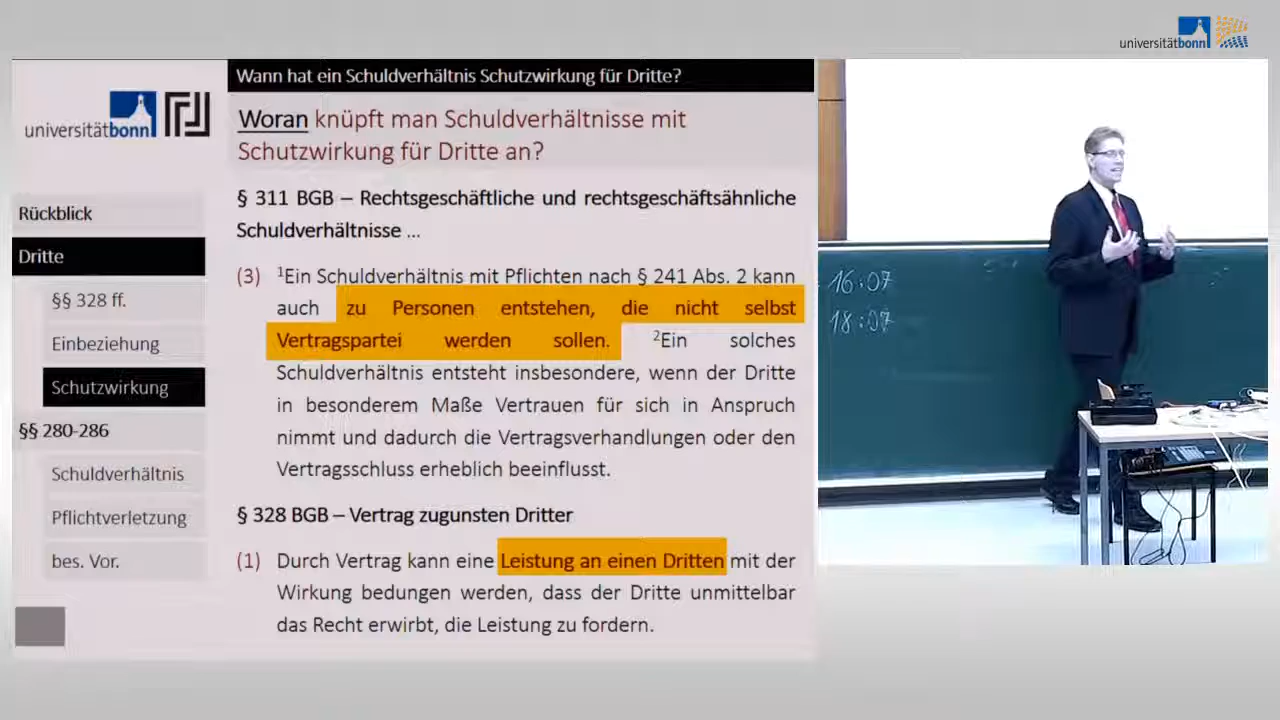 universitätbonn
universitätbonn
Rückblick
Dritte
§§ 328 ff.
Einbeziehung
Schutzwirkung
§§ 280-286
Schuldverhältnis
Pflichtverletzung
bes. Vor.
Wann hat ein Schuldverhältnis Schutzwirkung für Dritte?
Woran knüpft man Schuldverhältnisse mit
Schutzwirkung für Dritte an?
§ 311 BGB – Rechtsgeschäftliche und rechtsgeschäftsähnliche
Schuldverhältnisse ...
(3) ¹Ein Schuldverhältnis mit Pflichten nach § 241 Abs. 2 kann
auch zu Personen entstehen, die nicht selbst
Vertragspartei werden sollen. ²Ein solches
Schuldverhältnis entsteht insbesondere, wenn der Dritte
in besonderem Maße Vertrauen für sich in Anspruch
nimmt und dadurch die Vertragsverhandlungen oder den
Vertragsschluss erheblich beeinflusst.
§ 328 BGB – Vertrag zugunsten Dritter
(1) Durch Vertrag kann eine Leistung an einen Dritten mit der
Wirkung bedungen werden, dass der Dritte unmittelbar
das Recht erwirbt, die Leistung zu fordern.
16:07
18:07